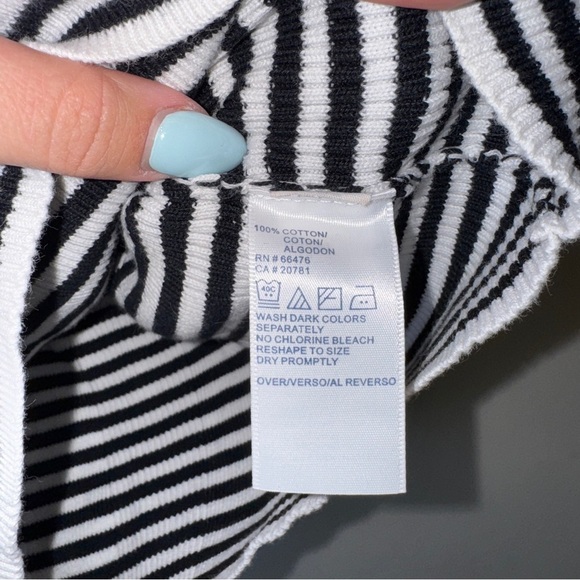 100% COTTON/
COTON/
ALGODON
RN # 66476
CA # 20781
40C
WASH DARK COLORS
SEPARATELY
NO CHLORINE BLEACH
RESHAPE TO SIZE
DRY PROMPTLY
OVER/VERSO/AL REVERSO